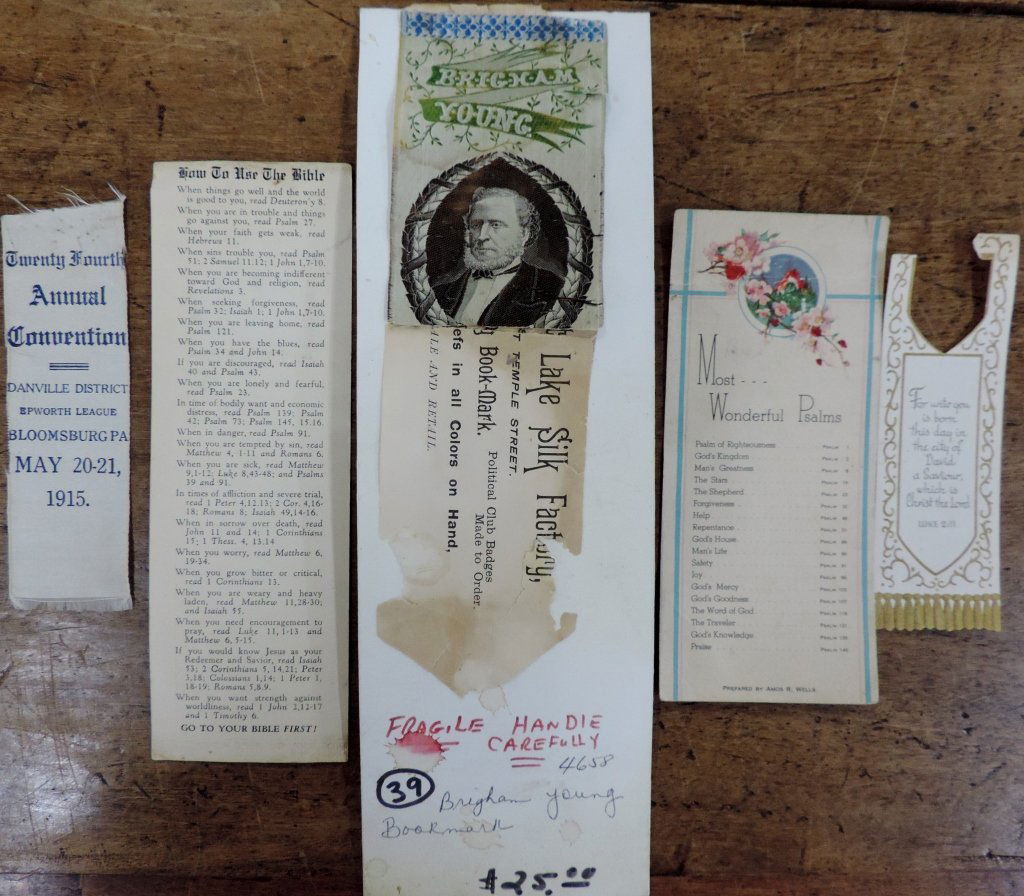 Twenty Fourth
Annual
Convention
DANVILLE DISTRICT
EPWORTH LEAGUE
BLOOMSBURG PA
MAY 20-21,
1915.
How To Use The Bible
When things go well and the world
is good to you, read Deuteron'y 8.
When you are in trouble and things
go against you, read Psalm 27.
When your faith gets weak, read
Hebrews 11.
When sins trouble you, read Psalm
51; 2 Samuel 11,12; 1 John 1,7-10.
When you are becoming indifferent
toward God and religion, read
Revelations 3.
When seeking forgiveness, read
Psalm 32; Isaiah 1; 1 John 1,7-10.
When you are leaving home, read
Psalm 121.
When you have the blues, read
Psalm 34 and John 14.
If you are discouraged, read Isaiah
40 and Psalm 43.
When you are lonely and fearful,
read Psalm 23.
In time of bodily want and economic
distress, read Psalm 139; Psalm
42; Psalm 73; Psalm 145, 15.16.
When in danger, read Psalm 91.
When you are tempted by sin, read
Matthew 4, 1-11 and Romans 6.
When you are sick, read Matthew
9,1-12; Luke 8,43-48; and Psalms
39 and 91.
In times of affliction and severe trial,
read 1 Peter 4,12.13; 2 Cor. 4,16-
18; Romans 8; Isaiah 49,14-16.
When in sorrow over death, read
John 11 and 14; 1 Corinthians
15; 1 Thess. 4, 13.14
When you worry, read Matthew 6,
19-34.
When you grow bitter or critical,
read 1 Corinthians 13.
When you are weary and heavy
laden, read Matthew 11,28-30;
and Isaiah 55.
When you need encouragement to
pray, read Luke 11,1-13 and
Matthew 6,5-15.
If you would know Jesus as your
Redeemer and Savior, read Isaiah
53; 2 Corinthians 5,14.21; Peter
3,18; Colossians 1,14; 1 Peter 1,
18-19; Romans 5,8.9.
When you want strength against
worldliness, read 1 John 2,12-17
and 1 Timothy 6.
GO TO YOUR BIBLE FIRST!
BRIGHAM
YOUNG
Lake Silk Factory,
ST TEMPLE STREET.
Book-Mark.
Political Club Badges
Made to Order.
efs in all Colors on Hand,
LE AND RETAIL.
FRAGILE HANDLE
CAREFULLY
4658
39
Brigham Young
Bookmark
$25.00
Most - - -
Wonderful Psalms
Psalm of Righteousness Psalm
God's Kingdom Psalm
Man's Greatness Psalm
The Stars Psalm
The Shepherd Psalm
Forgiveness Psalm
Help Psalm
Repentance Psalm
God's House Psalm
Man's Life Psalm
Safety Psalm
Joy Psalm
God's Mercy Psalm
God's Goodness Psalm
The Word of God Psalm
The Traveler Psalm
God's Knowledge Psalm
Praise Psalm
Prepared by Amos R. Wells
For unto you
is born
this day in
the city of
David
a Saviour,
which is
Christ the Lord
LUKE 2:11